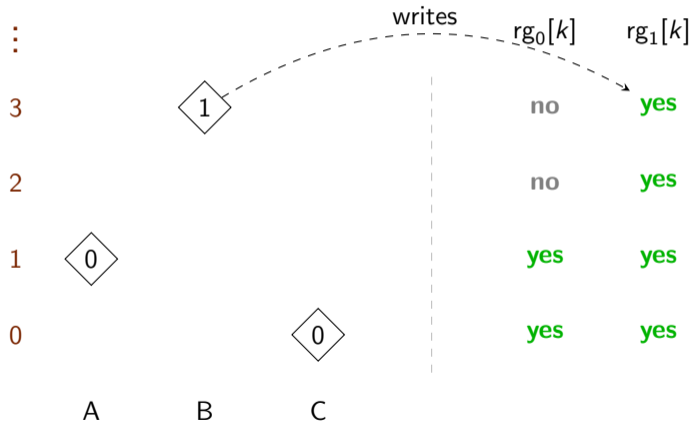 writes
⋮ rg₀[k] rg₁[k]
3 1 no yes
2 no yes
1 0 yes yes
0 0 yes yes
A B C